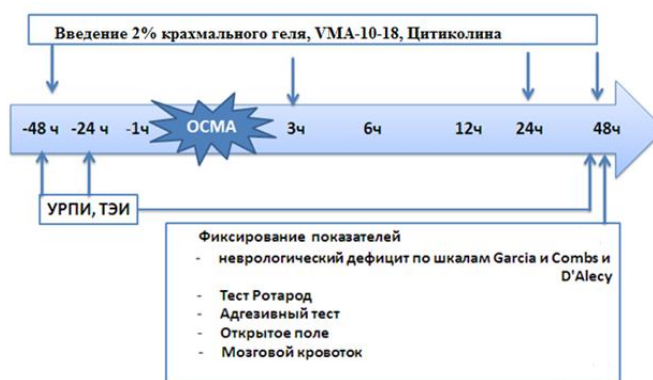 Введение 2% крахмального геля, VMA-10-18, Цитиколина
-48 ч -24 ч -1ч ОСМА 3ч 6ч 12ч 24ч 48ч
УРПИ, ТЭИ
Фиксирование показателей
- неврологический дефицит по шкалам Garcia и Combs и
D'Alecy
- Тест Ротарод
- Адгезивный тест
- Открытое поле
- Мозговой кровоток